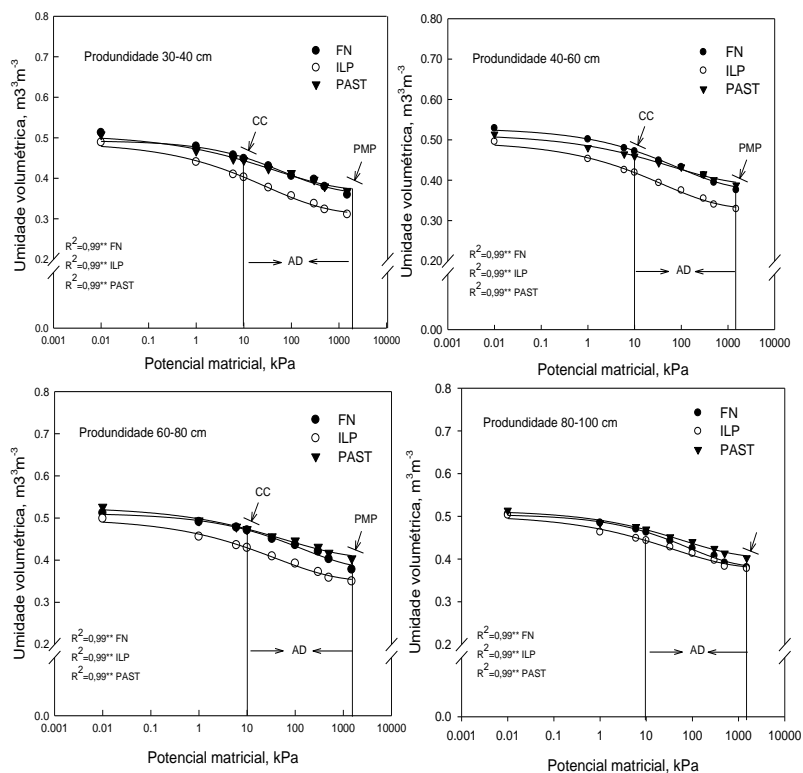 0.8
0.7
0.6
0.5
0.4
0.3
0.2
0.0
Umidade volumétrica, m3³m⁻³
Produndidade 30-40 cm
FN
ILP
PAST
CC
PMP
AD
R²=0,99** FN
R²=0,99** ILP
R²=0,99** PAST
0.001 0.01 0.1 1 10 100 1000 10000
Potencial matricial, kPa
0.80
0.70
0.60
0.50
0.40
0.30
0.20
0.00
Umidade volumétrica, m3³m⁻³
Produndidade 40-60 cm
FN
ILP
PAST
CC
PMP
AD
R²=0,99** FN
R²=0,99** ILP
R²=0,99** PAST
0.001 0.01 0.1 1 10 100 1000 10000
Potencial matricial, kPa
0.8
0.7
0.6
0.5
0.4
0.3
0.2
0.0
Umidade volumétrica, m3³m⁻³
Produndidade 60-80 cm
FN
ILP
PAST
CC
PMP
AD
R²=0,99** FN
R²=0,99** ILP
R²=0,99** PAST
0.001 0.01 0.1 1 10 100 1000 10000
Potencial matricial, kPa
0.8
0.7
0.6
0.5
0.4
0.3
0.2
0.0
Umidade volumétrica, m3³m⁻³
Produndidade 80-100 cm
FN
ILP
PAST
AD
R²=0,99** FN
R²=0,99** ILP
R²=0,99** PAST
0.001 0.01 0.1 1 10 100 1000 10000
Potencial matricial, kPa